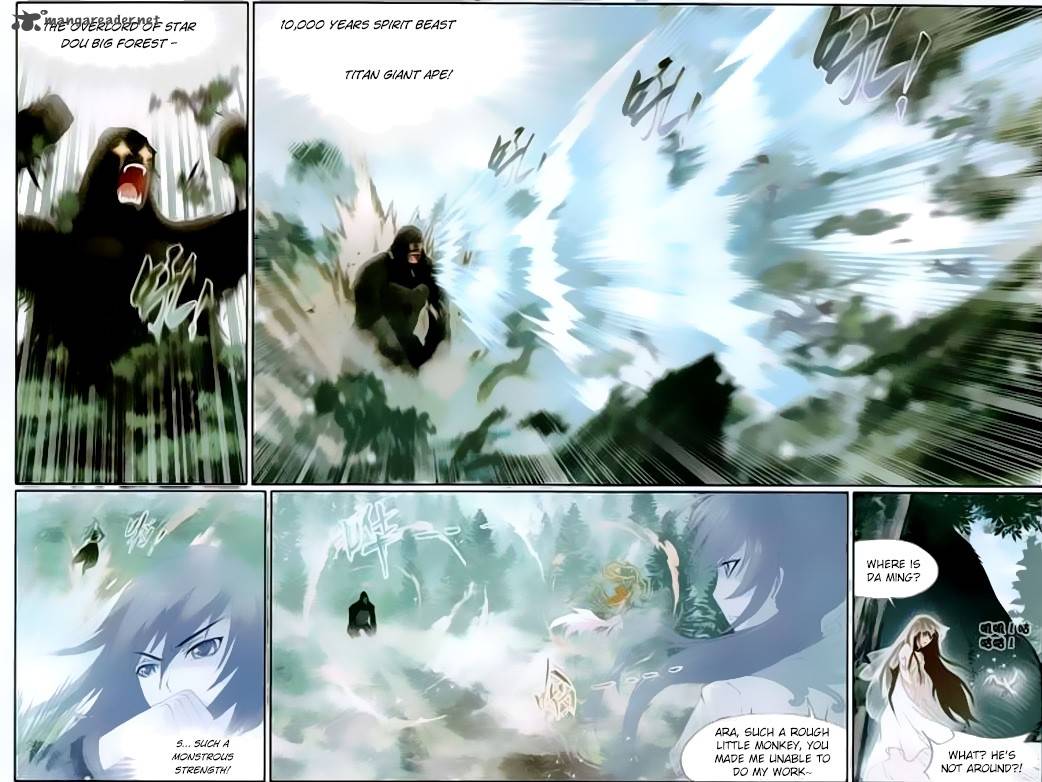 mangareader.net
THE OVERLORD OF STAR
DOU BIG FOREST -
10,000 YEARS SPIRIT BEAST
TITAN GIANT APE!
S... SUCH A
MONSTROUS
STRENGTH!
ARA, SUCH A ROUGH
LITTLE MONKEY, YOU
MADE ME UNABLE TO
DO MY WORK~
WHERE IS
DA MING?
WHAT? HE'S
NOT AROUND?!